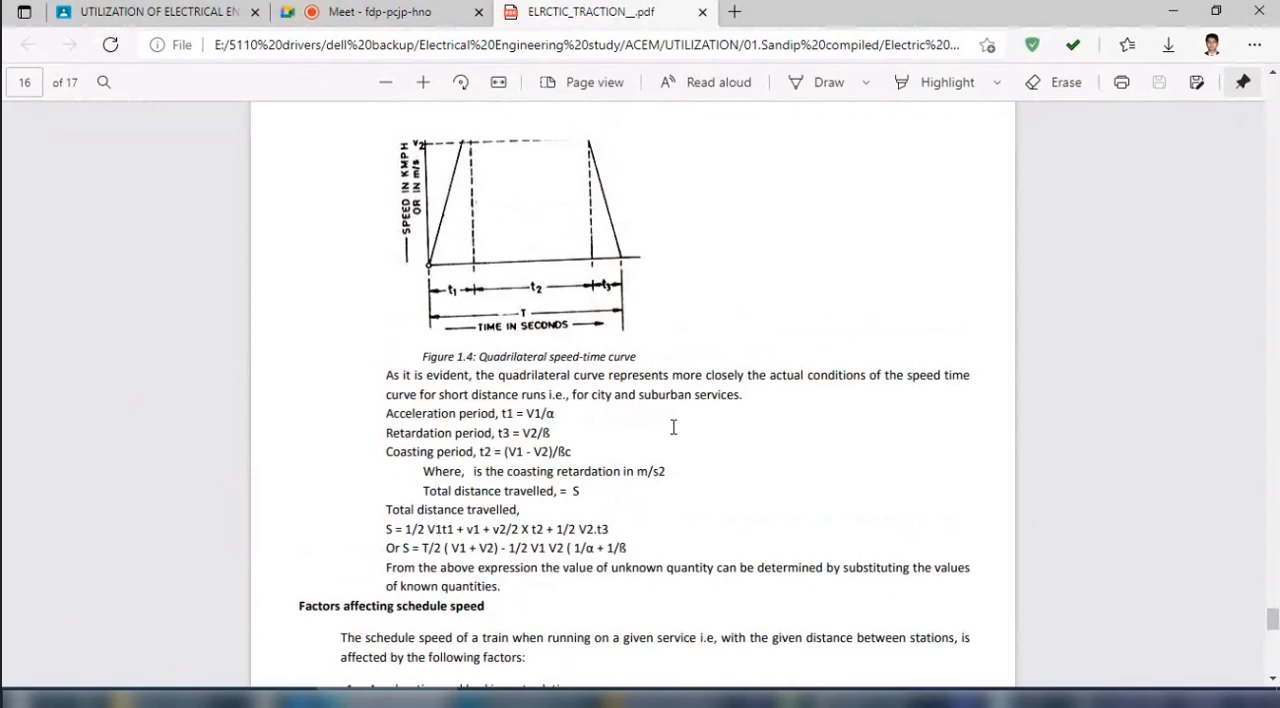 UTILIZATION OF ELECTRICAL EN
Meet - fdp-pcjp-hno
ELRCTIC_TRACTION__.pdf
File
E:/5110%20drivers/dell%20backup/Electrical%20Engineering%20study/ACEM/UTILIZATION/01.Sandip%20compiled/Electric%20...
16 of 17
Page view
Read aloud
Draw
Highlight
Erase
SPEED IN KMPH
OR IN m/s
V2
t1
t2
t3
T
TIME IN SECONDS
Figure 1.4: Quadrilateral speed-time curve
As it is evident, the quadrilateral curve represents more closely the actual conditions of the speed time
curve for short distance runs i.e., for city and suburban services.
Acceleration period, t1 = V1/α
Retardation period, t3 = V2/ß
Coasting period, t2 = (V1 - V2)/ßc
Where, is the coasting retardation in m/s2
Total distance travelled, = S
Total distance travelled,
S = 1/2 V1t1 + v1 + v2/2 X t2 + 1/2 V2.t3
Or S = T/2 ( V1 + V2) - 1/2 V1 V2 ( 1/α + 1/ß
From the above expression the value of unknown quantity can be determined by substituting the values
of known quantities.
Factors affecting schedule speed
The schedule speed of a train when running on a given service i.e, with the given distance between stations, is
affected by the following factors: